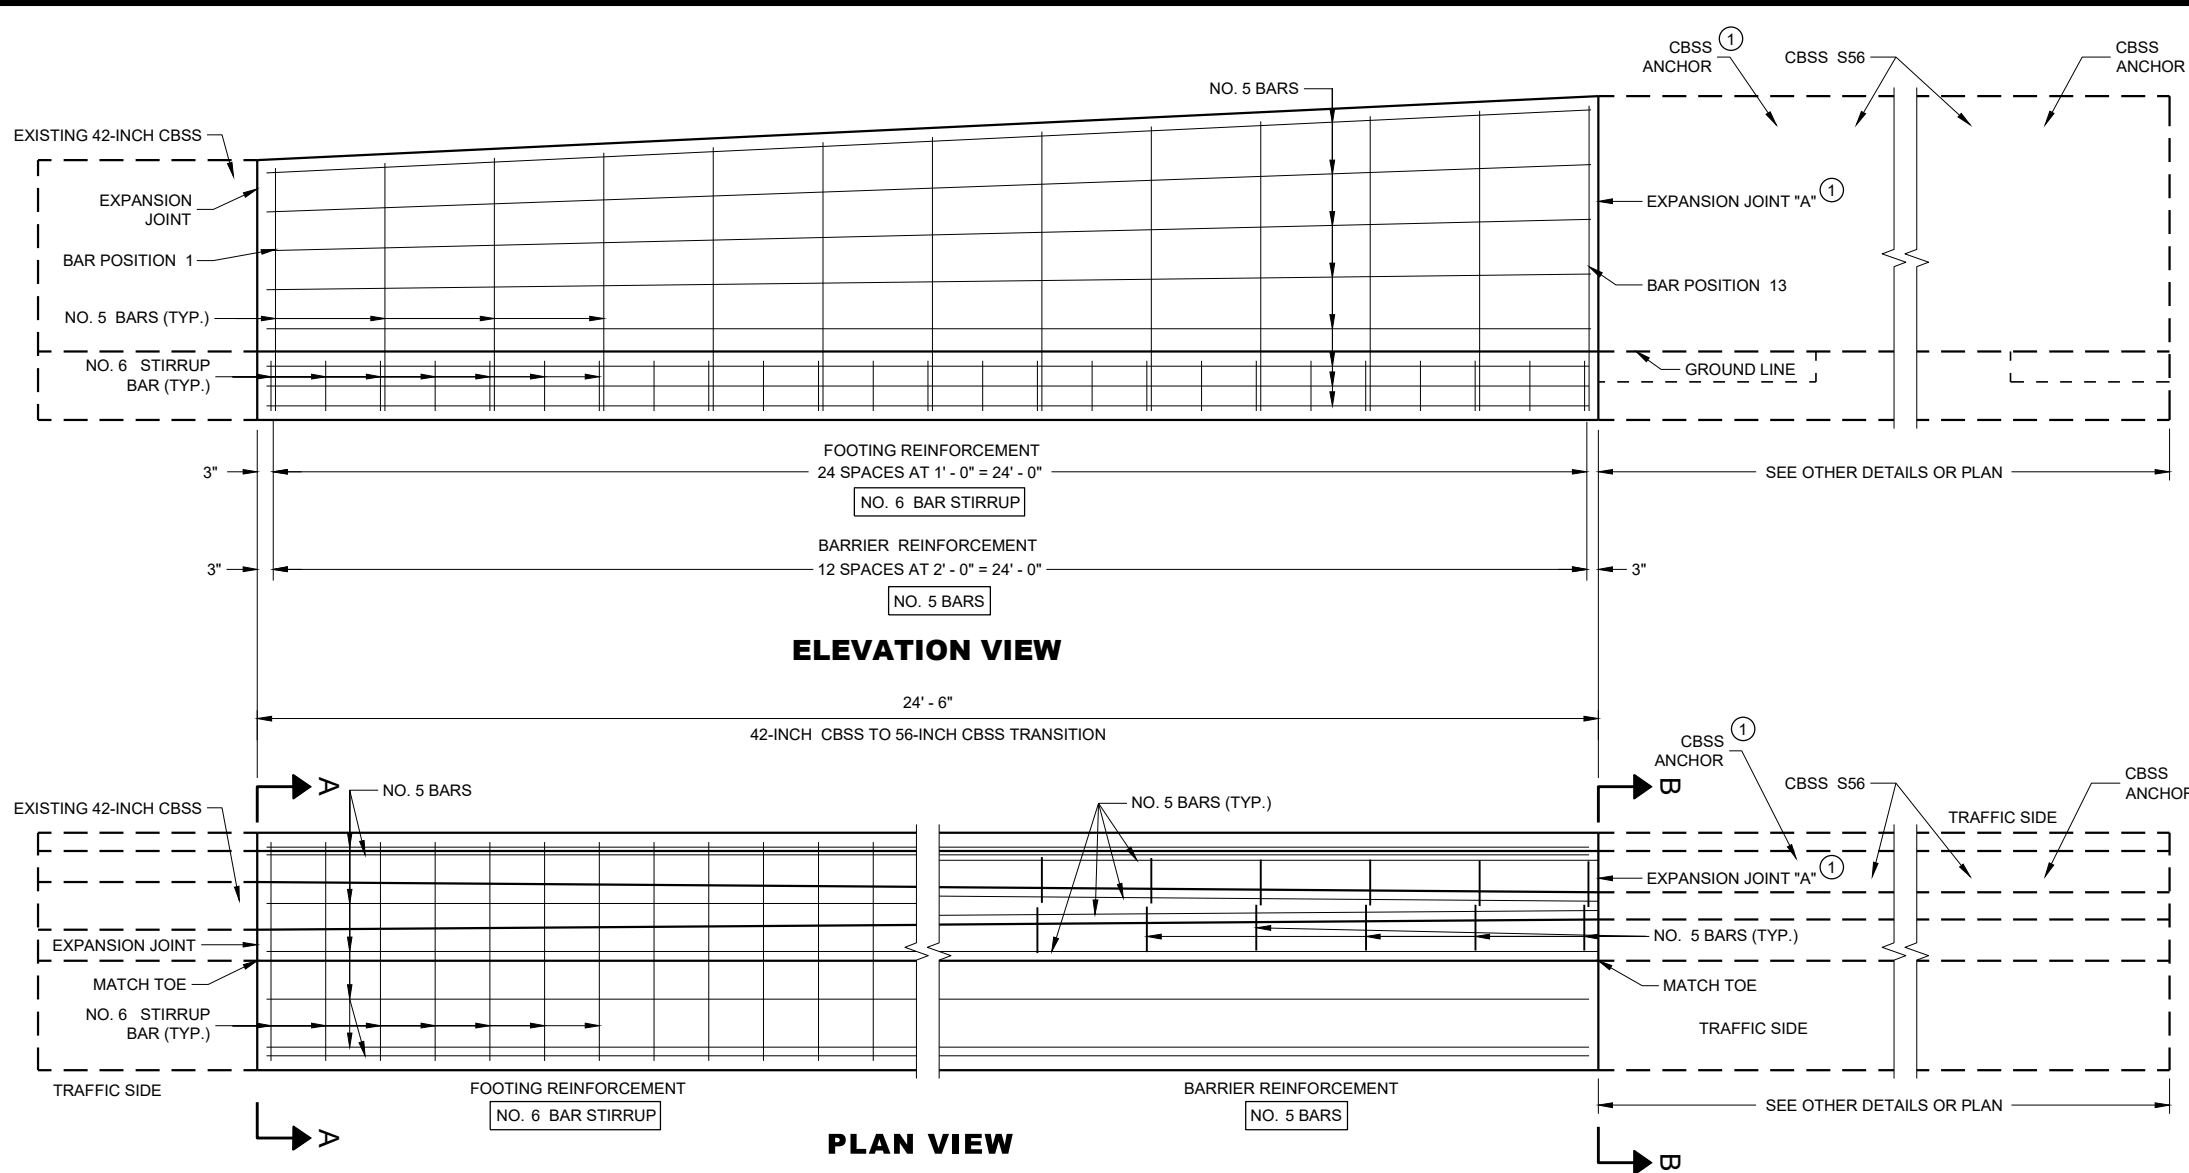 CBSS
ANCHOR
1
CBSS S56
CBSS
ANCHOR
NO. 5 BARS
EXISTING 42-INCH CBSS
EXPANSION
JOINT
EXPANSION JOINT "A"
1
BAR POSITION 1
BAR POSITION 13
NO. 5 BARS (TYP.)
NO. 6 STIRRUP
BAR (TYP.)
GROUND LINE
FOOTING REINFORCEMENT
3"
24 SPACES AT 1' - 0" = 24' - 0"
SEE OTHER DETAILS OR PLAN
NO. 6 BAR STIRRUP
BARRIER REINFORCEMENT
3"
12 SPACES AT 2' - 0" = 24' - 0"
3"
NO. 5 BARS
ELEVATION VIEW
24' - 6"
42-INCH CBSS TO 56-INCH CBSS TRANSITION
CBSS
ANCHOR
1
A
B
CBSS S56
CBSS
ANCHOR
NO. 5 BARS
EXISTING 42-INCH CBSS
NO. 5 BARS (TYP.)
TRAFFIC SIDE
EXPANSION JOINT "A"
1
EXPANSION JOINT
NO. 5 BARS (TYP.)
MATCH TOE
MATCH TOE
NO. 6 STIRRUP
BAR (TYP.)
TRAFFIC SIDE
TRAFFIC SIDE
FOOTING REINFORCEMENT
NO. 6 BAR STIRRUP
BARRIER REINFORCEMENT
NO. 5 BARS
SEE OTHER DETAILS OR PLAN
A
PLAN VIEW
B